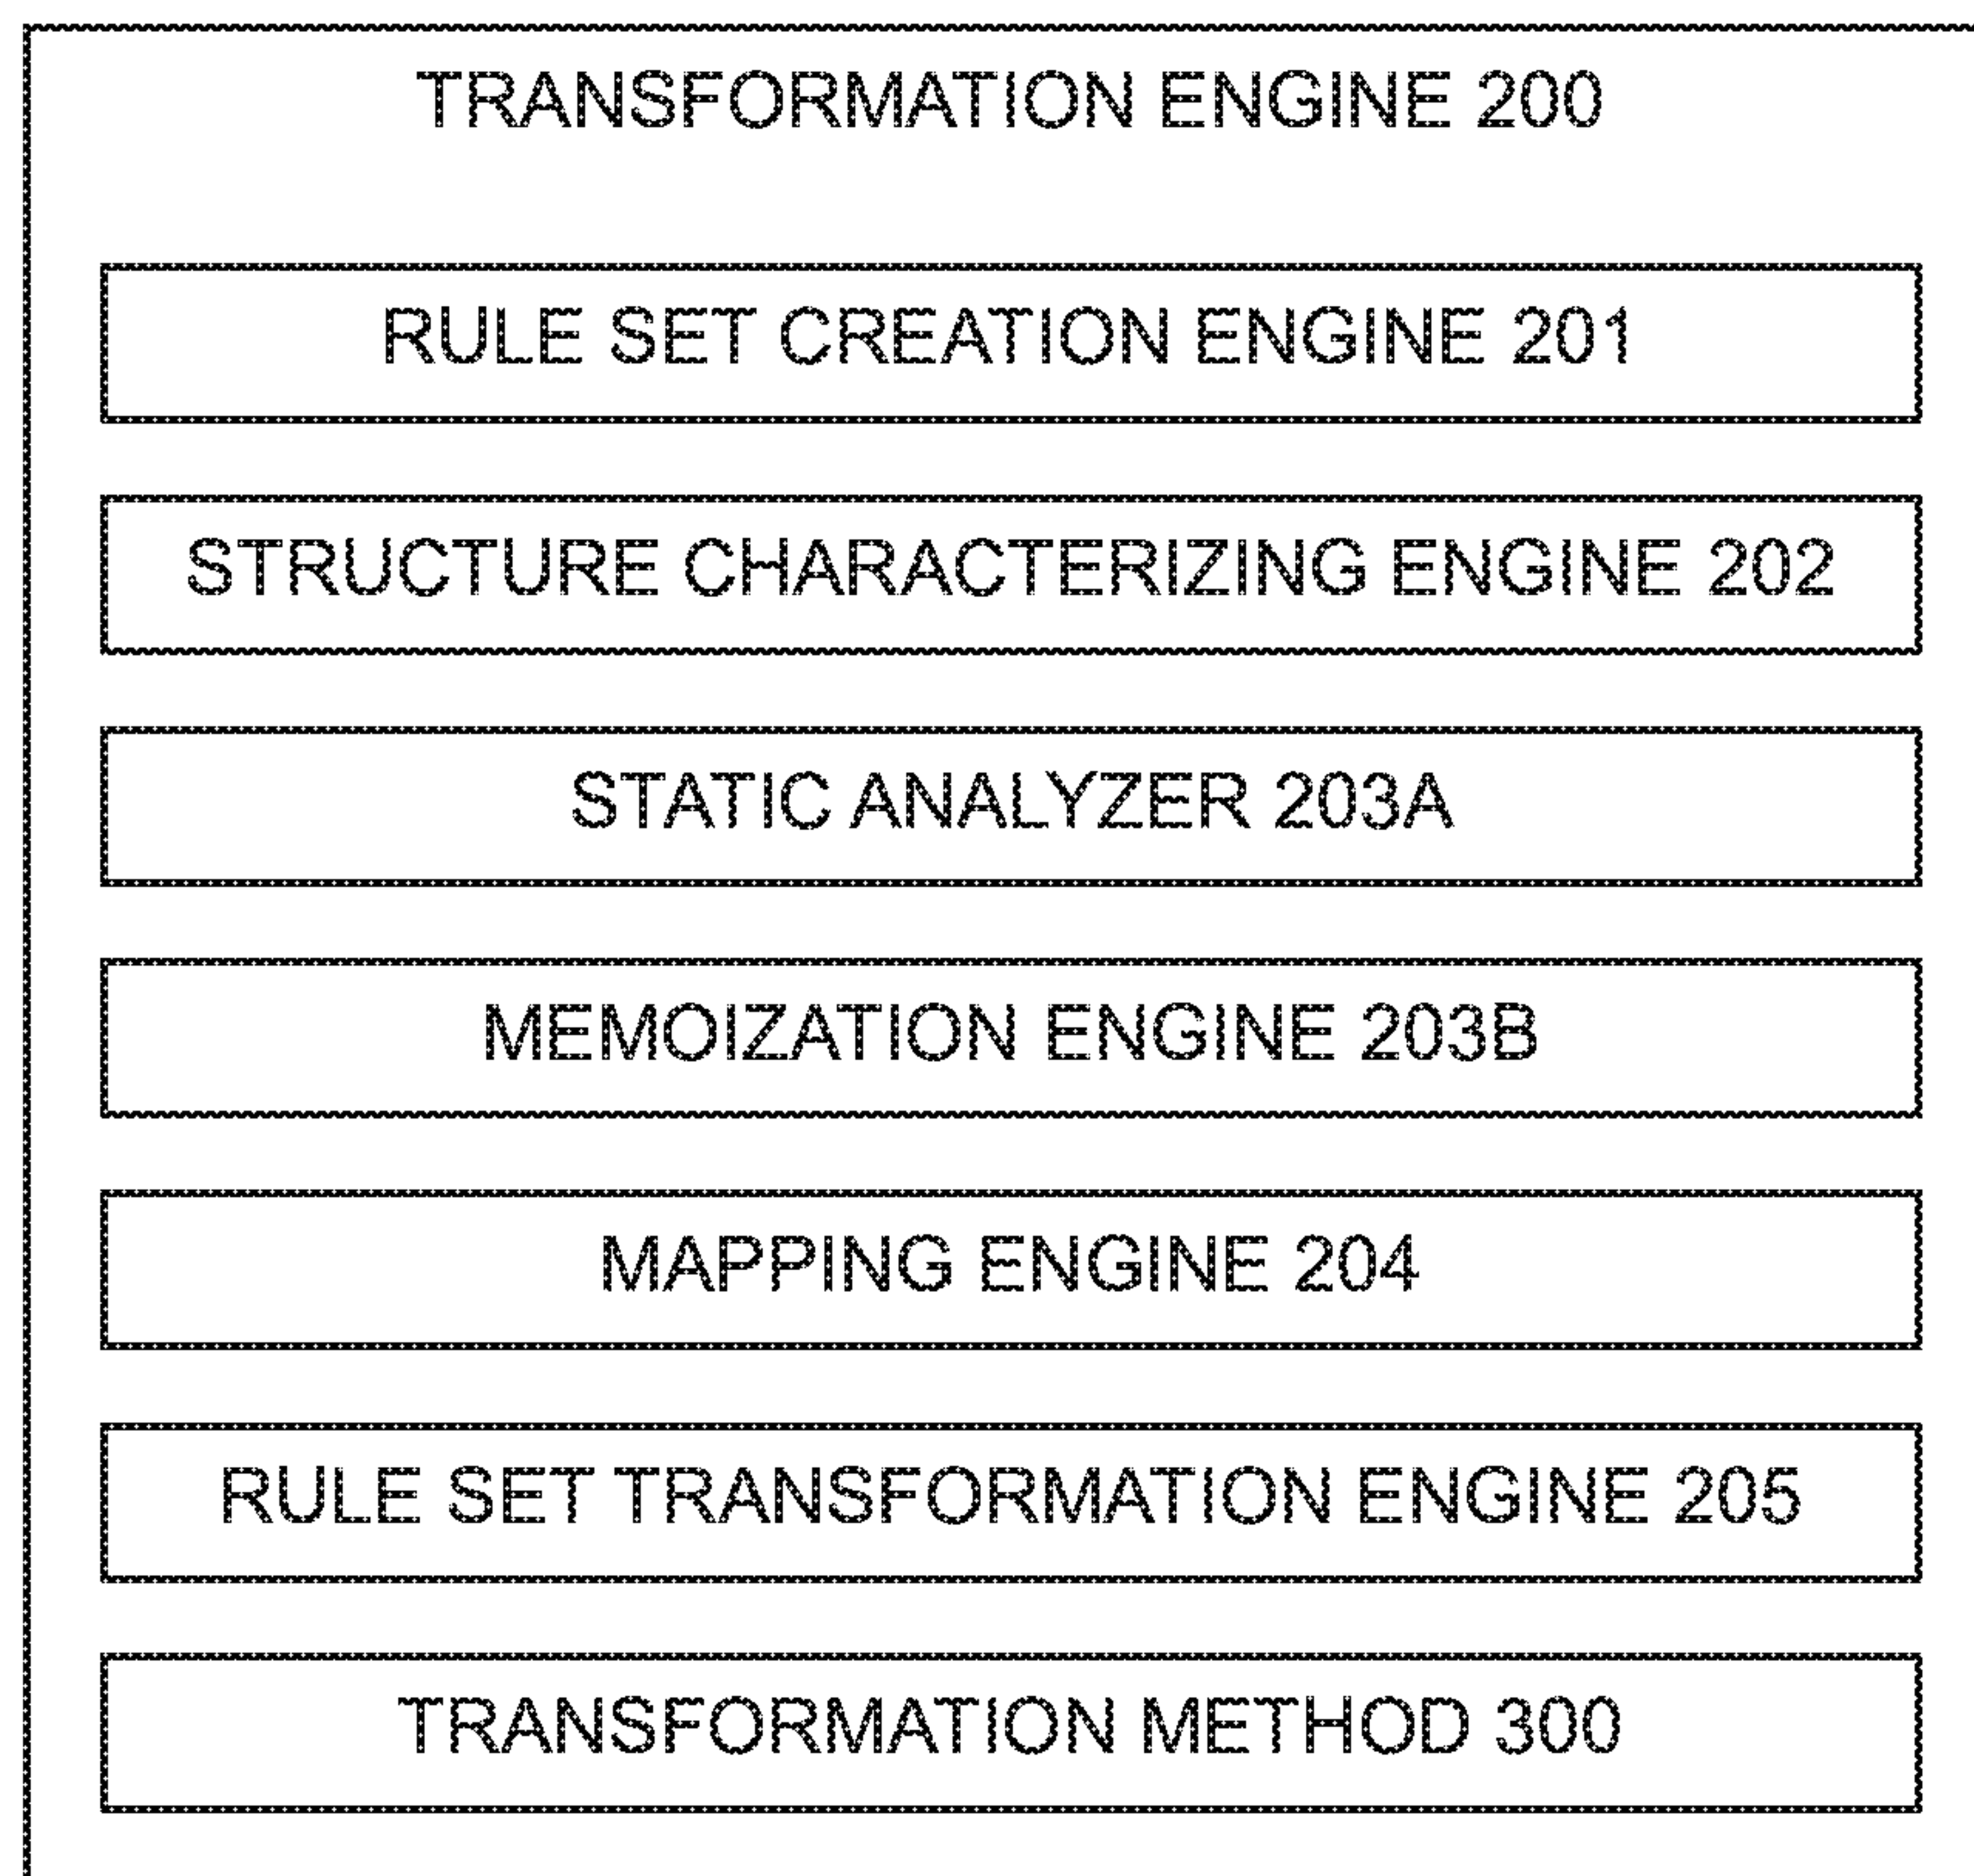 TRANSFORMATION ENGINE 200
RULE SET CREATION ENGINE 201
STRUCTURE CHARACTERIZING ENGINE 202
STATIC ANALYZER 203A
MEMOIZATION ENGINE 203B
MAPPING ENGINE 204
RULE SET TRANSFORMATION ENGINE 205
TRANSFORMATION METHOD 300